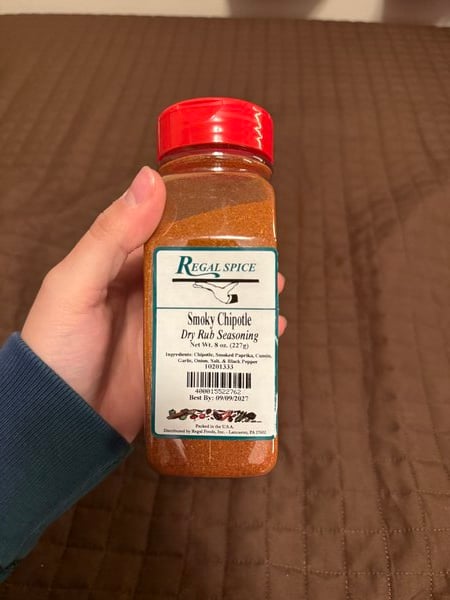 REGAL SPICE
Smoky Chipotle
Dry Rub Seasoning
Net Wt. 8 oz. (227g)
Ingredients: Chipotle, Smoked Paprika, Cumin,
Garlic, Onion, Salt, & Black Pepper
10201333
400015522762
Best By: 09/09/2027
Packed in the U.S.A.
Distributed by Regal Foods, Inc. - Lancaster, PA 17602